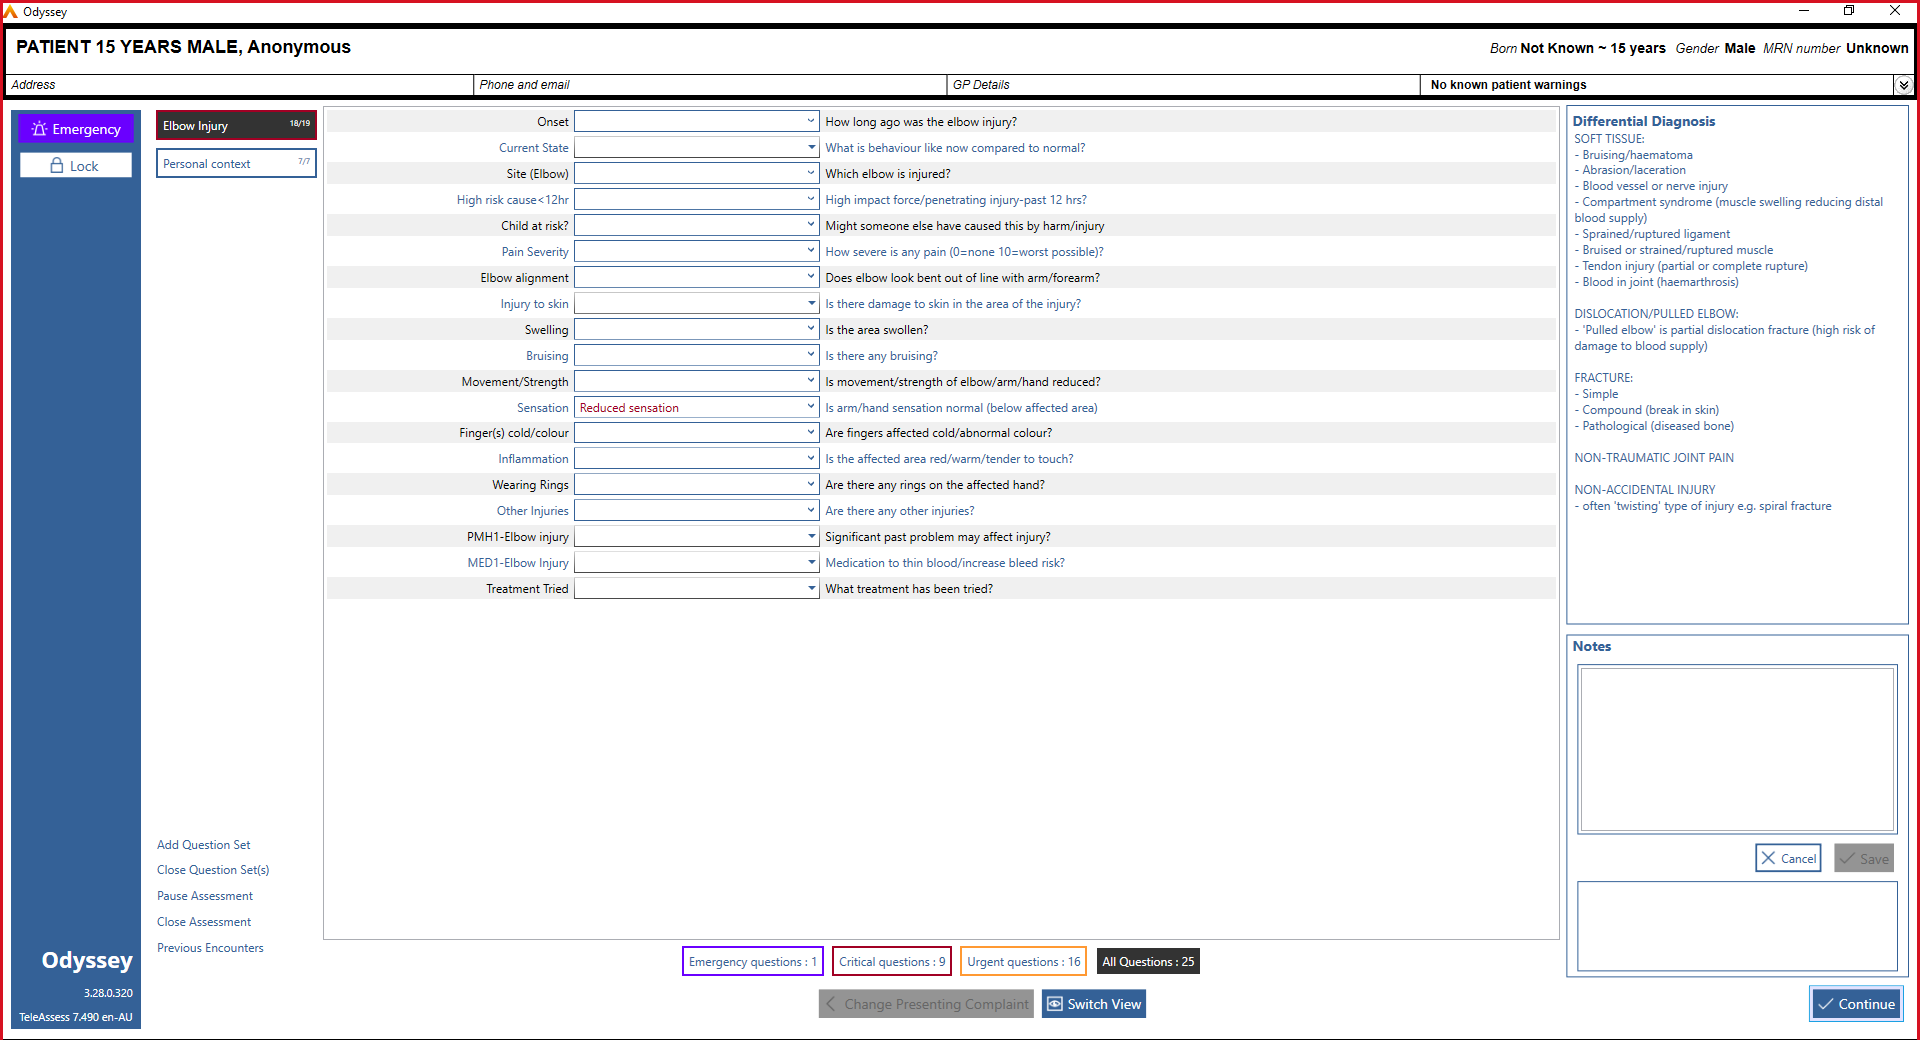 Odyssey
PATIENT 15 YEARS MALE, Anonymous
Born Not Known ~ 15 years Gender Male MRN number Unknown
Address
Phone and email
GP Details
No known patient warnings
Emergency
Lock
Elbow Injury 18/19
Personal context 7/7
Add Question Set
Close Question Set(s)
Pause Assessment
Close Assessment
Previous Encounters
Odyssey
3.28.0.320
TeleAssess 7.490 en-AU
Onset How long ago was the elbow injury?
Current State What is behaviour like now compared to normal?
Site (Elbow) Which elbow is injured?
High risk cause<12hr High impact force/penetrating injury-past 12 hrs?
Child at risk? Might someone else have caused this by harm/injury
Pain Severity How severe is any pain (0=none 10=worst possible)?
Elbow alignment Does elbow look bent out of line with arm/forearm?
Injury to skin Is there damage to skin in the area of the injury?
Swelling Is the area swollen?
Bruising Is there any bruising?
Movement/Strength Is movement/strength of elbow/arm/hand reduced?
Sensation Reduced sensation Is arm/hand sensation normal (below affected area)
Finger(s) cold/colour Are fingers affected cold/abnormal colour?
Inflammation Is the affected area red/warm/tender to touch?
Wearing Rings Are there any rings on the affected hand?
Other Injuries Are there any other injuries?
PMH1-Elbow injury Significant past problem may affect injury?
MED1-Elbow Injury Medication to thin blood/increase bleed risk?
Treatment Tried What treatment has been tried?
Emergency questions : 1
Critical questions : 9
Urgent questions : 16
All Questions : 25
Change Presenting Complaint
Switch View
Differential Diagnosis
SOFT TISSUE:
- Bruising/haematoma
- Abrasion/laceration
- Blood vessel or nerve injury
- Compartment syndrome (muscle swelling reducing distal
blood supply)
- Sprained/ruptured ligament
- Bruised or strained/ruptured muscle
- Tendon injury (partial or complete rupture)
- Blood in joint (haemarthrosis)
DISLOCATION/PULLED ELBOW:
- 'Pulled elbow' is partial dislocation fracture (high risk of
damage to blood supply)
FRACTURE:
- Simple
- Compound (break in skin)
- Pathological (diseased bone)
NON-TRAUMATIC JOINT PAIN
NON-ACCIDENTAL INJURY
- often 'twisting' type of injury e.g. spiral fracture
Notes
Cancel
Save
Continue